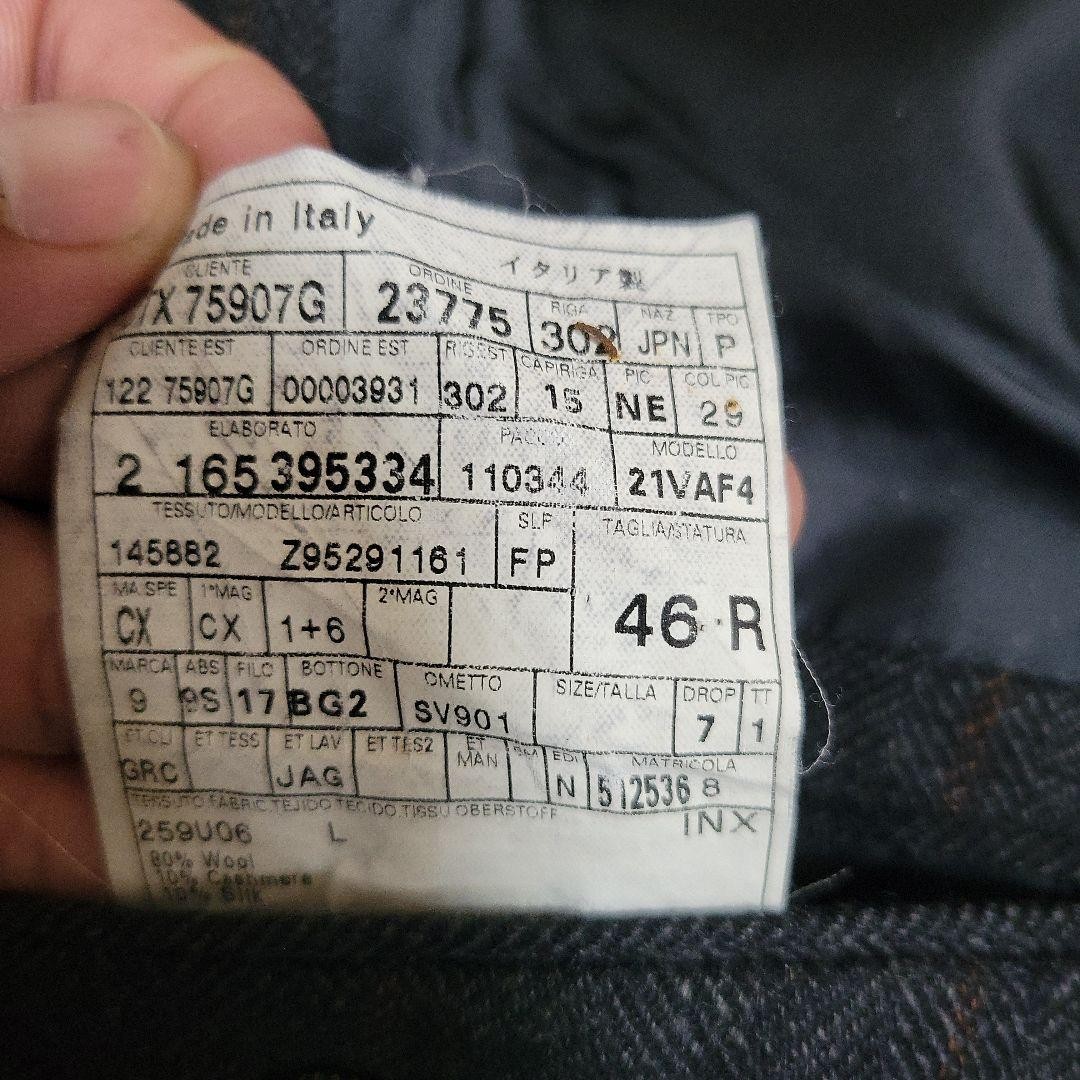 in Italy
イタリア製
CLIENTE ORDINE RIGA NAZ TPO
75907G 23775 302 JPN P
CLIENTE EST ORDINE EST RIGEST CAPIRIGA PIC COL PIC
122 75907G 00003931 302 15 NE 29
ELABORATO PACCO MODELLO
2 165 395334 110344 21VAF4
TESSUTO/MODELLO/ARTICOLO SLP TAGLIA/STATURA
145882 Z95291161 FP
46 R
MA.SPE 1°MAG 2°MAG
CX CX 1+6
MARCA ABS FILO BOTTONE OMETTO SIZE/TALLA DROP TT
9 9S 17 BG2 SV901 7 1
ET.CLI ET TESS ET LAV ET TES2 ET MAN EDI MATRICOLA
GRC JAG N 512536 8
TESSUTO FABRIC TEJIDO TECIDO TISSU OBERSTOFF
259U06 L INX
80% Wool
10% Cashmere
10% Silk